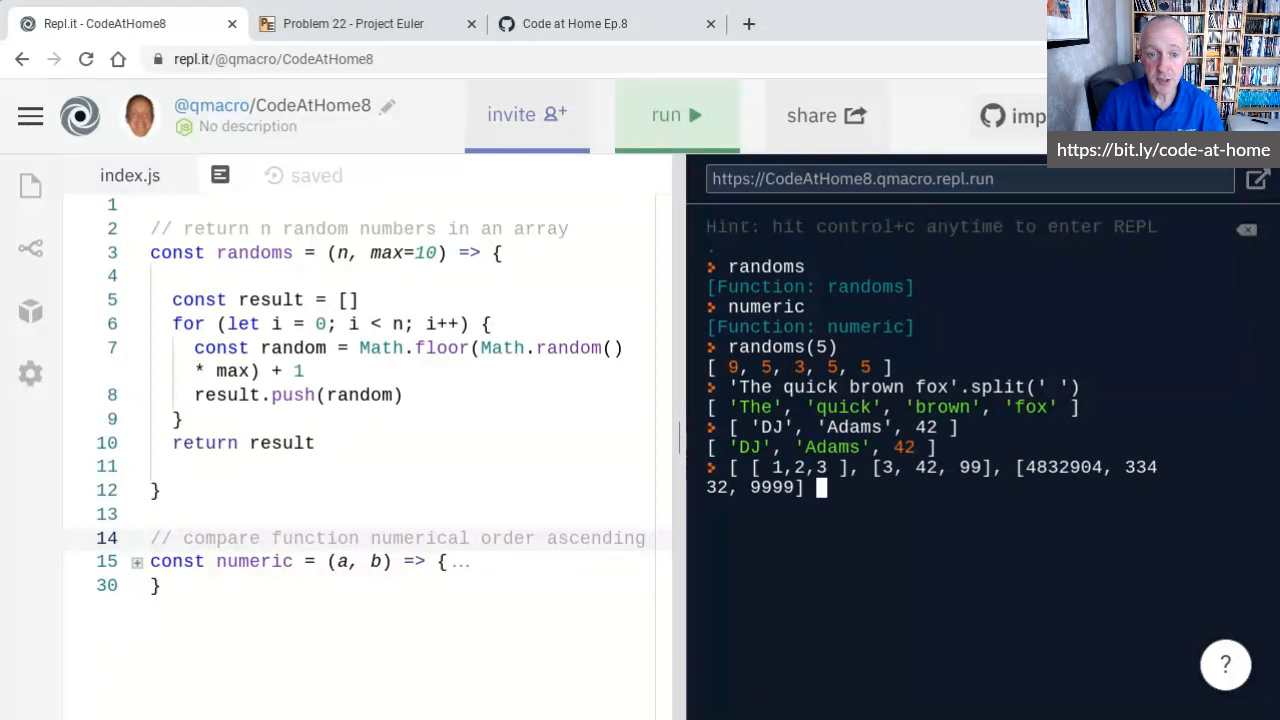 Repl.it - CodeAtHome8
Problem 22 - Project Euler
Code at Home Ep.8
repl.it/@qmacro/CodeAtHome8
@qmacro/CodeAtHome8
No description
invite
run
share
imp
https://bit.ly/code-at-home
index.js
saved
https://CodeAtHome8.qmacro.repl.run
1
2 // return n random numbers in an array
3 const randoms = (n, max=10) => {
4
5 const result = []
6 for (let i = 0; i < n; i++) {
7 const random = Math.floor(Math.random()
* max) + 1
8 result.push(random)
9 }
10 return result
11
12 }
13
14 // compare function numerical order ascending
15 const numeric = (a, b) => {...
30 }
Hint: hit control+c anytime to enter REPL
.
randoms
[Function: randoms]
numeric
[Function: numeric]
randoms(5)
[ 9, 5, 3, 5, 5 ]
'The quick brown fox'.split(' ')
[ 'The', 'quick', 'brown', 'fox' ]
[ 'DJ', 'Adams', 42 ]
[ 'DJ', 'Adams', 42 ]
[ [ 1,2,3 ], [3, 42, 99], [4832904, 334
32, 9999]
?